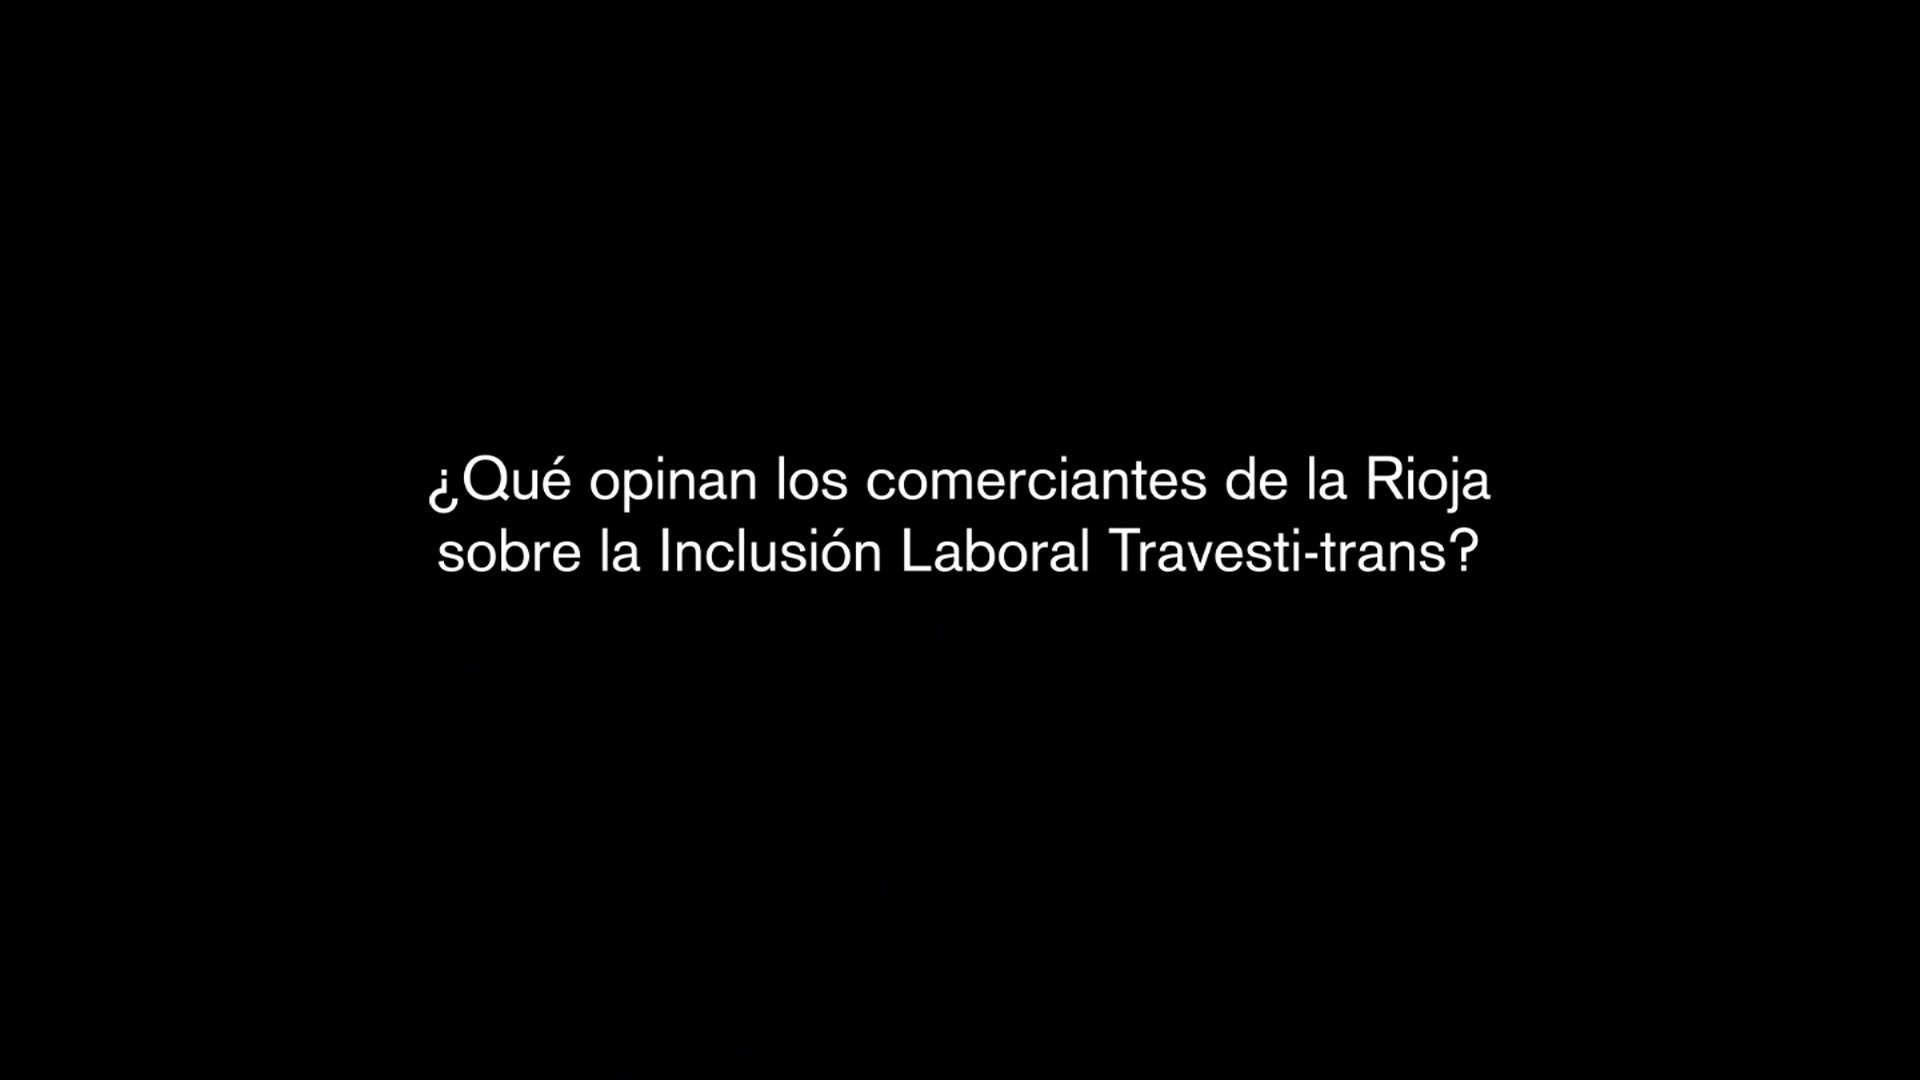 ¿Qué opinan los comerciantes de la Rioja
sobre la Inclusión Laboral Travesti-trans?